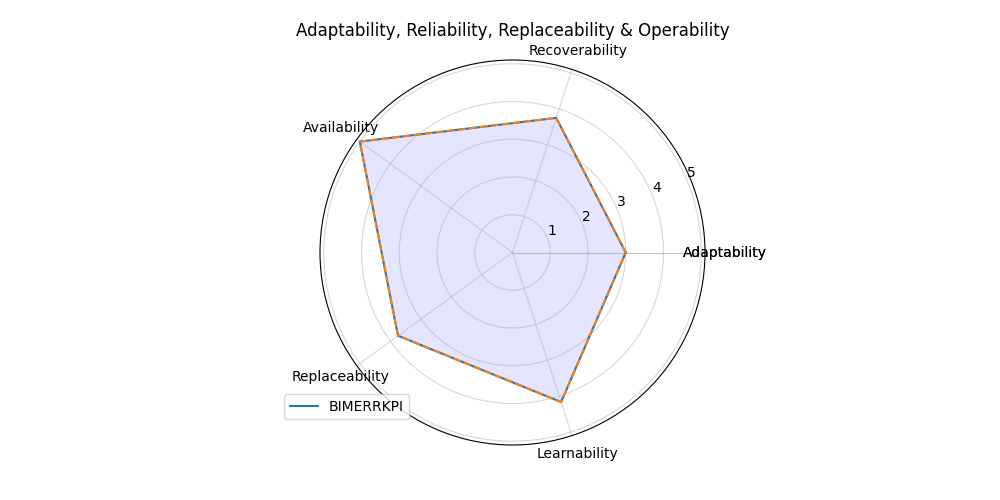 Adaptability, Reliability, Replaceability & Operability
Recoverability
Availability
5
4
3
2
1
Adaptability
Replaceability
BIMERRKPI
Learnability